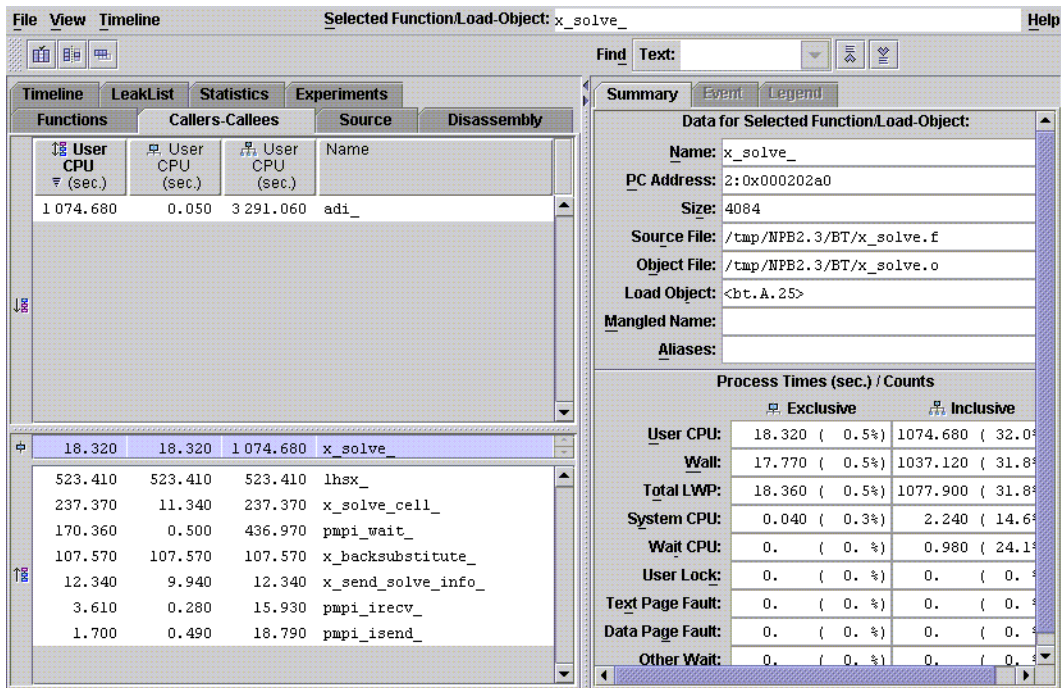 File View Timeline Selected Function/Load-Object: x_solve_ Help
Find Text:
Timeline LeakList Statistics Experiments
Functions Callers-Callees Source Disassembly
User CPU (sec.) User CPU (sec.) User CPU (sec.) Name
1 074.680 0.050 3 291.060 adi_
18.320 18.320 1 074.680 x_solve_
523.410 523.410 523.410 lhsx_
237.370 11.340 237.370 x_solve_cell_
170.360 0.500 436.970 pmpi_wait_
107.570 107.570 107.570 x_backsubstitute_
12.340 9.940 12.340 x_send_solve_info_
3.610 0.280 15.930 pmpi_irecv_
1.700 0.490 18.790 pmpi_isend_
Summary Event Legend
Data for Selected Function/Load-Object:
Name: x_solve_
PC Address: 2:0x000202a0
Size: 4084
Source File: /tmp/NPB2.3/BT/x_solve.f
Object File: /tmp/NPB2.3/BT/x_solve.o
Load Object: <bt.A.25>
Mangled Name:
Aliases:
Process Times (sec.) / Counts
Exclusive Inclusive
User CPU: 18.320 ( 0.5%) 1074.680 ( 32.0%
Wall: 17.770 ( 0.5%) 1037.120 ( 31.8%
Total LWP: 18.360 ( 0.5%) 1077.900 ( 31.8%
System CPU: 0.040 ( 0.3%) 2.240 ( 14.6%
Wait CPU: 0. ( 0. %) 0.980 ( 24.1%
User Lock: 0. ( 0. %) 0. ( 0.
Text Page Fault: 0. ( 0. %) 0. ( 0.
Data Page Fault: 0. ( 0. %) 0. ( 0.
Other Wait: 0. ( 0. %) 0. ( 0.